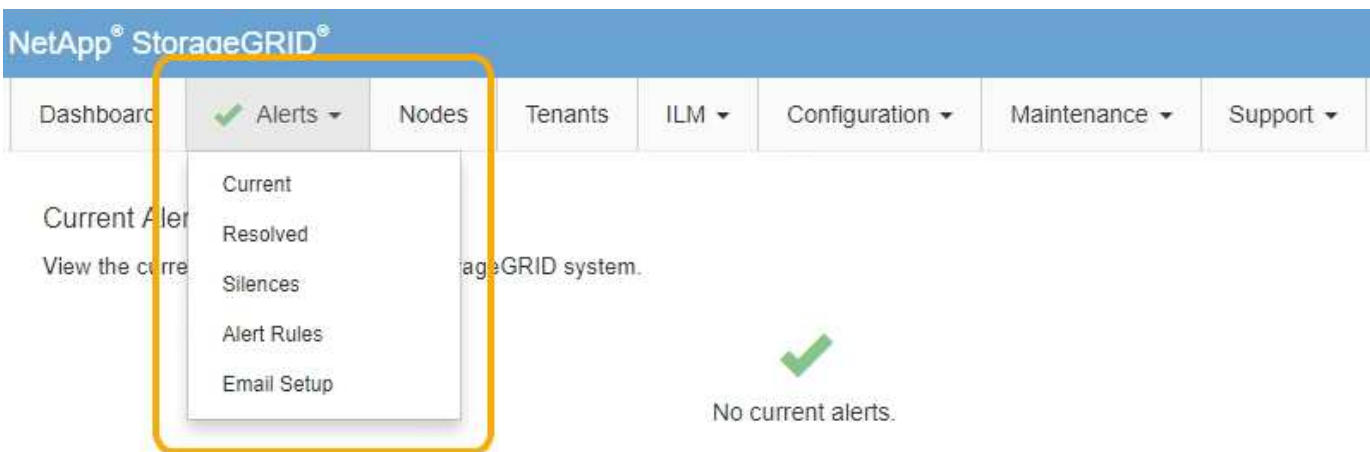 NetApp® StorageGRID®
Dashboard Alerts Nodes Tenants ILM Configuration Maintenance Support
Current
Resolved
Silences
Alert Rules
Email Setup
Current Aler
View the curre ageGRID system.
No current alerts.